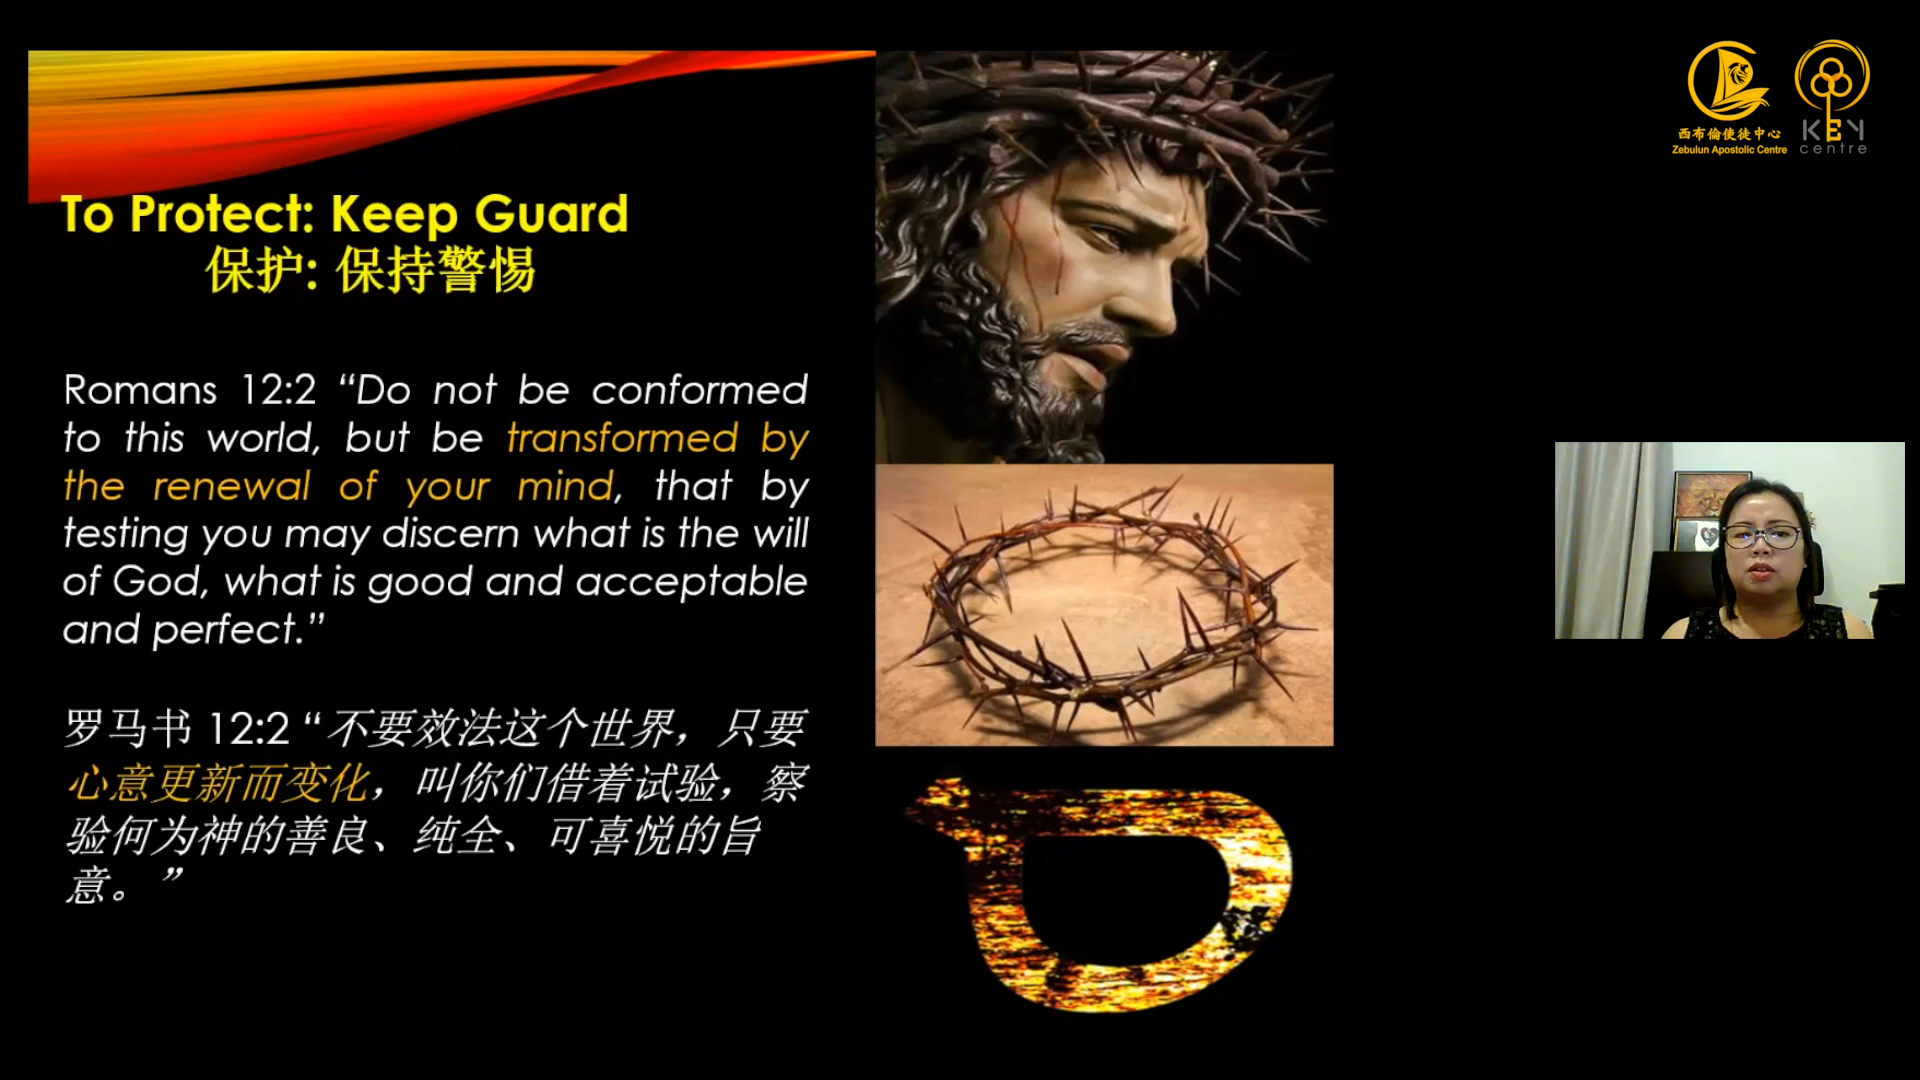 To Protect: Keep Guard
保护: 保持警惕
Romans 12:2 “Do not be conformed
to this world, but be transformed by
the renewal of your mind, that by
testing you may discern what is the will
of God, what is good and acceptable
and perfect.”
罗马书 12:2 “不要效法这个世界，只要
心意更新而变化，叫你们借着试验，察
验何为神的善良、纯全、可喜悦的旨
意。”
ס
西布倫使徒中心
Zebulun Apostolic Centre
KEY
centre